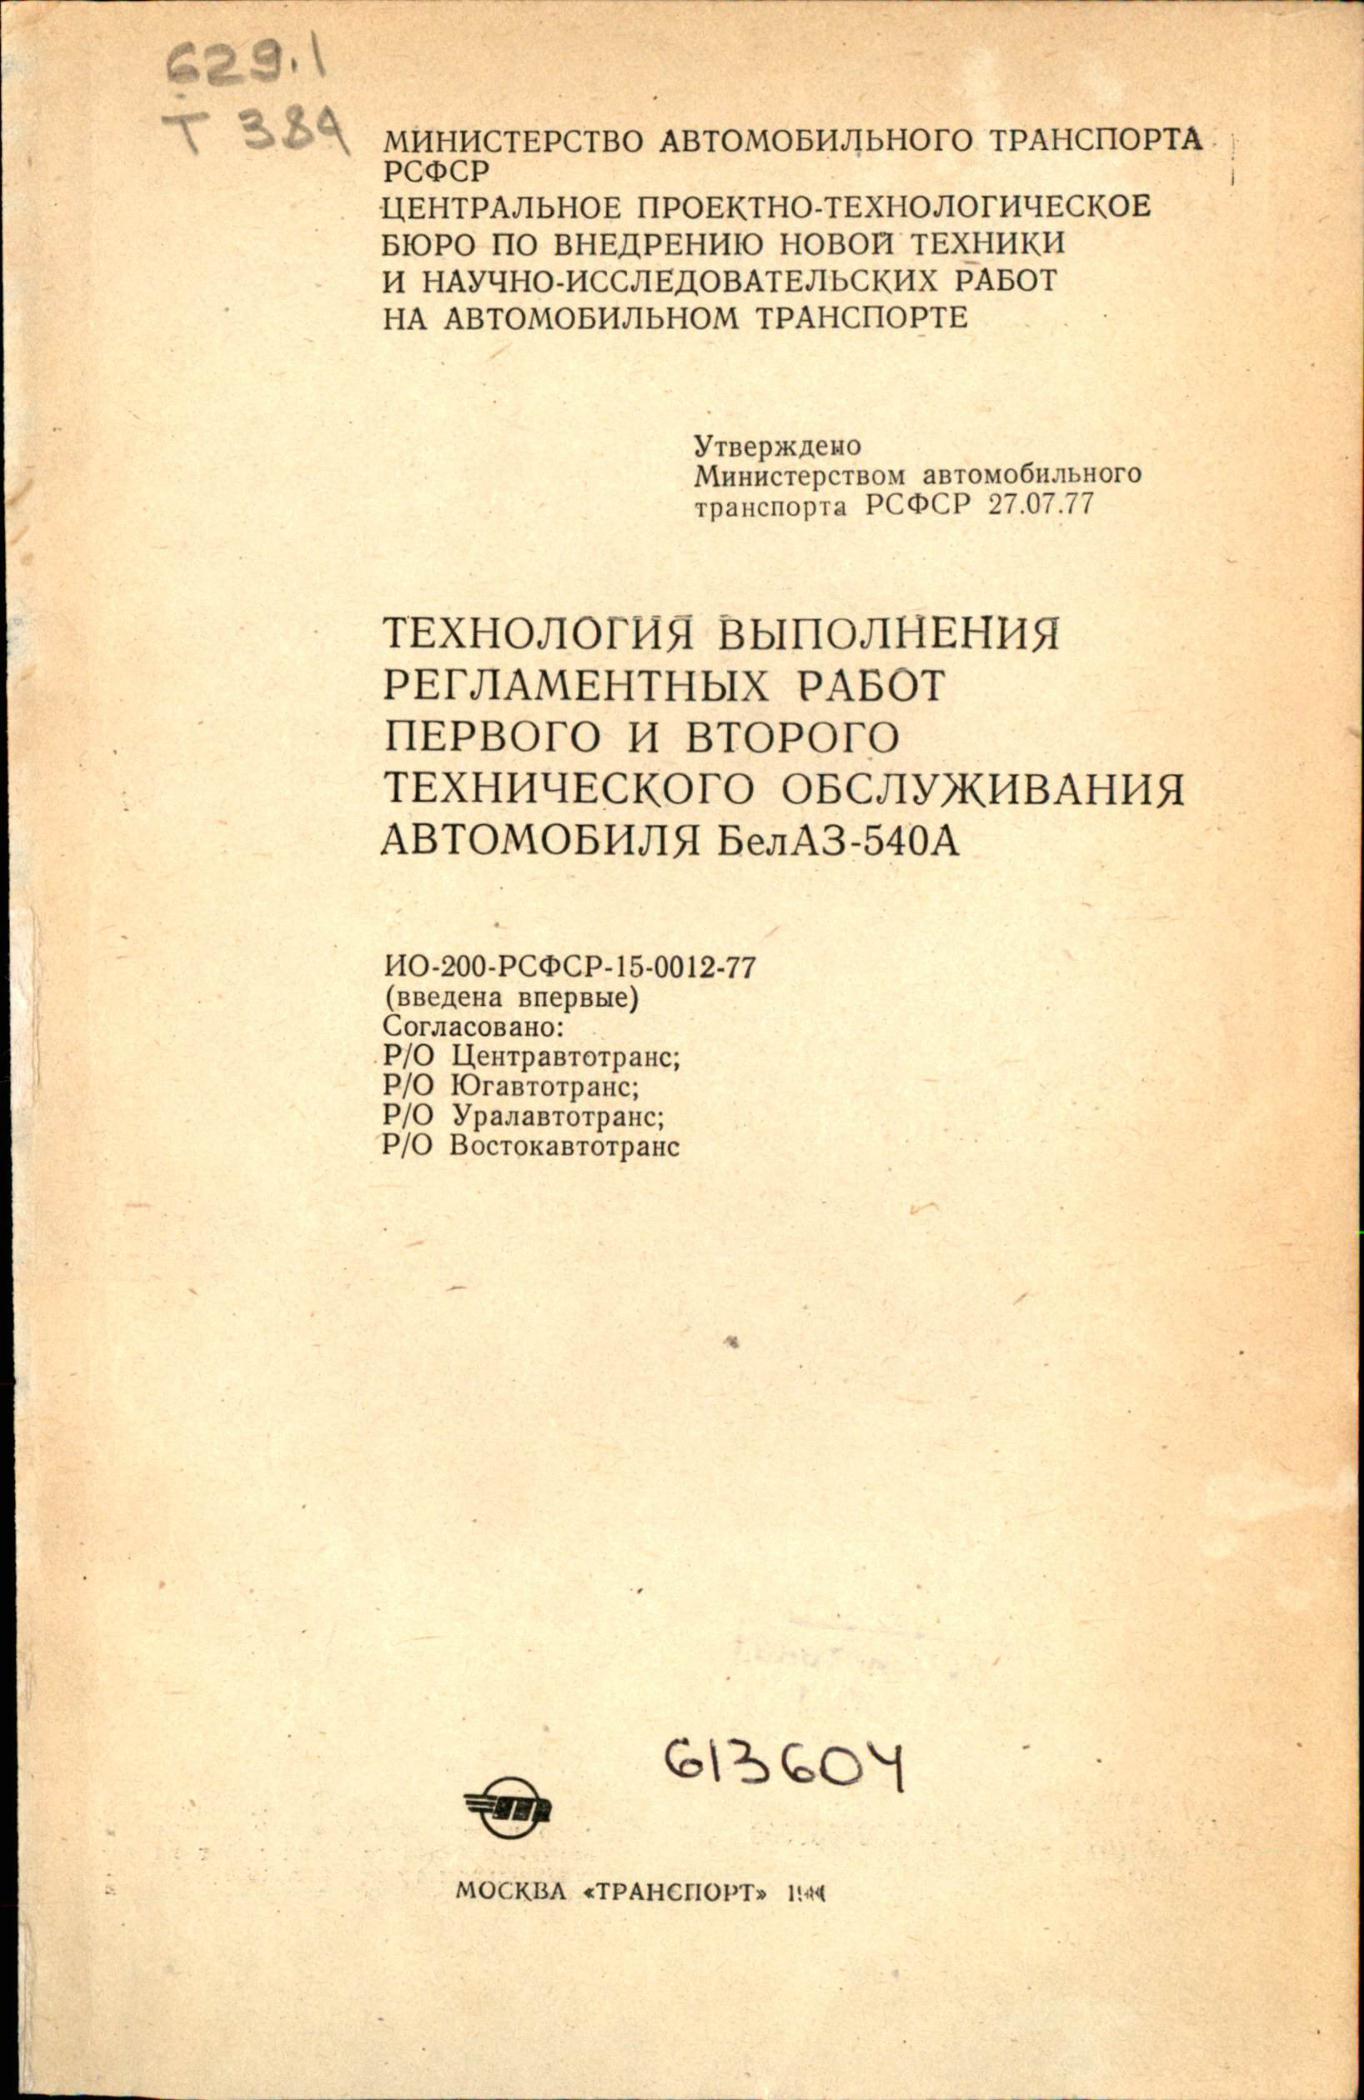 629.1
Т 384
МИНИСТЕРСТВО АВТОМОБИЛЬНОГО ТРАНСПОРТА
РСФСР
ЦЕНТРАЛЬНОЕ ПРОЕКТНО-ТЕХНОЛОГИЧЕСКОЕ
БЮРО ПО ВНЕДРЕНИЮ НОВОЙ ТЕХНИКИ
И НАУЧНО-ИССЛЕДОВАТЕЛЬСКИХ РАБОТ
НА АВТОМОБИЛЬНОМ ТРАНСПОРТЕ
Утверждено
Министерством автомобильного
транспорта РСФСР 27.07.77
ТЕХНОЛОГИЯ ВЫПОЛНЕНИЯ
РЕГЛАМЕНТНЫХ РАБОТ
ПЕРВОГО И ВТОРОГО
ТЕХНИЧЕСКОГО ОБСЛУЖИВАНИЯ
АВТОМОБИЛЯ БелАЗ-540А
ИО-200-РСФСР-15-0012-77
(введена впервые)
Согласовано:
Р/О Центравтотранс;
Р/О Югавтотранс;
Р/О Уралавтотранс;
Р/О Востокавтотранс
613604
МОСКВА «ТРАНСПОРТ»